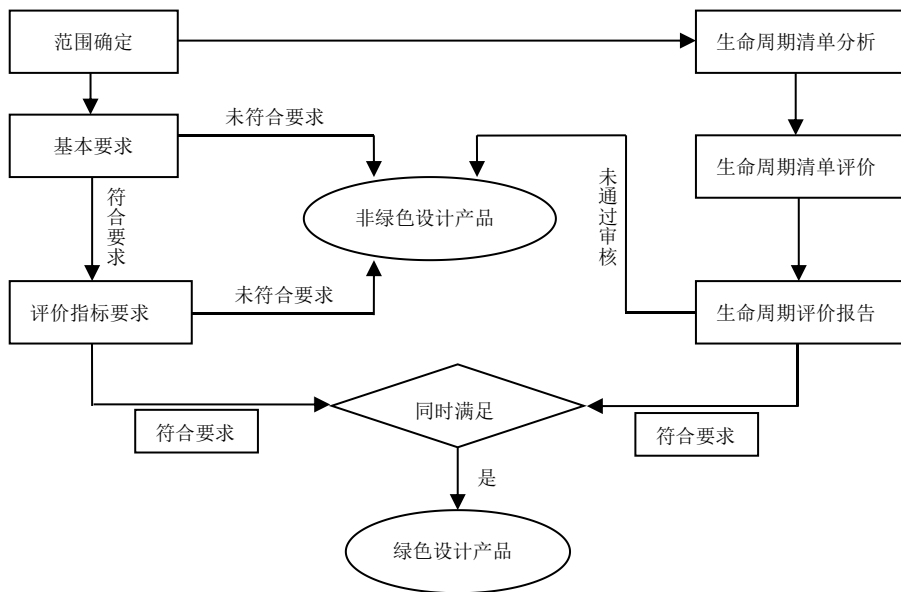 范围确定
生命周期清单分析
未符合要求
基本要求
生命周期清单评价
符合要求
非绿色设计产品
未通过审核
评价指标要求
未符合要求
生命周期评价报告
同时满足
符合要求
符合要求
是
绿色设计产品